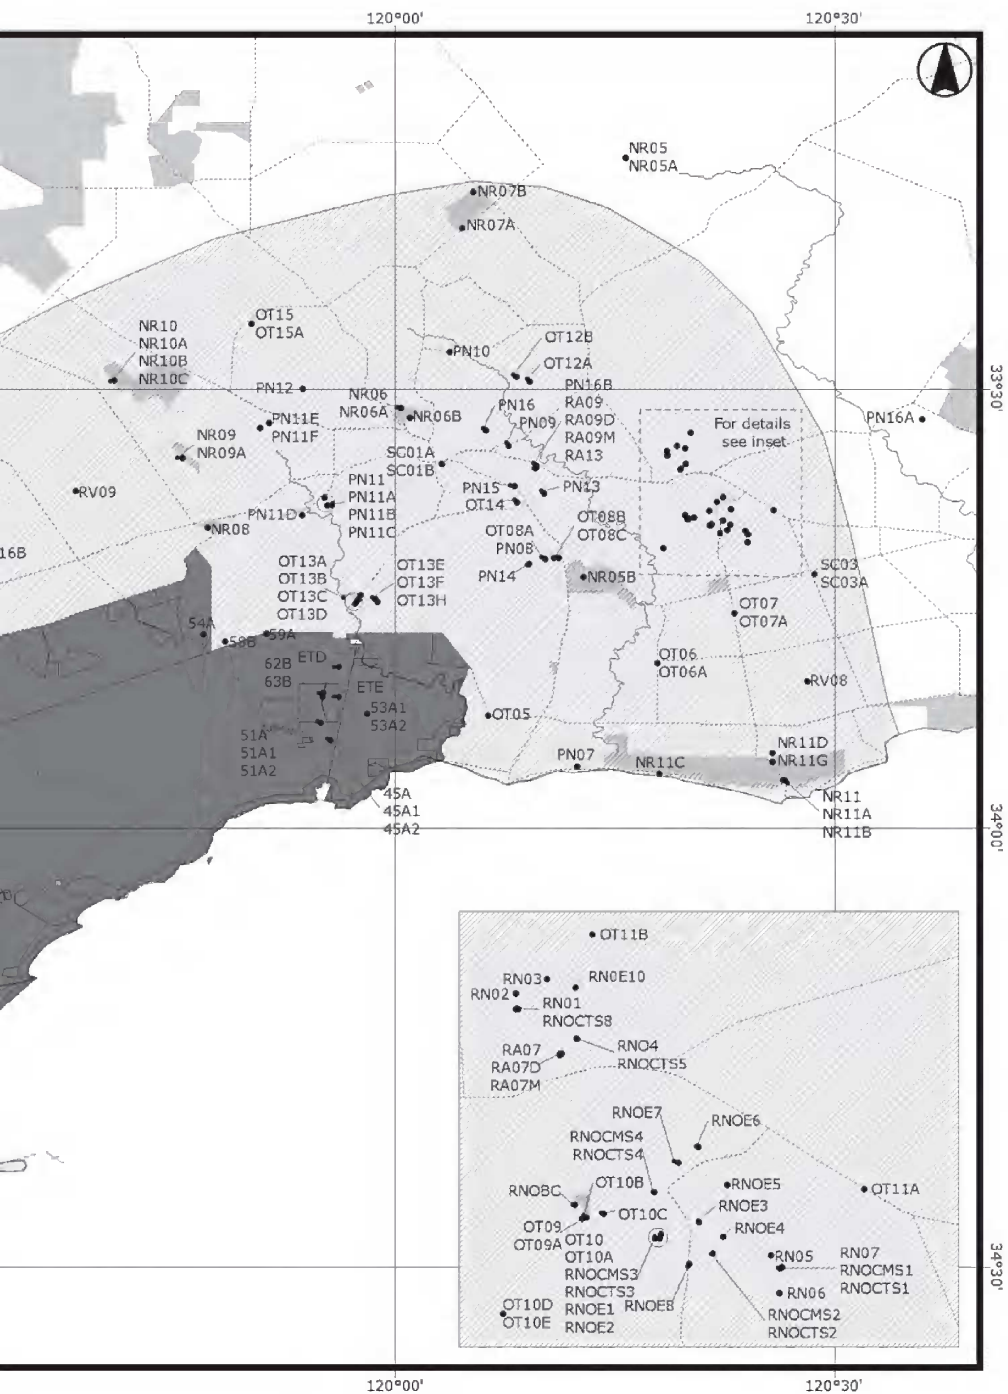 120°00'
120°30'
NR05
NR05A
NR07B
NR07A
OT15
OT15A
NR10
NR10A
NR10B
NR10C
OT12B
OT12A
PN10
PN12
PN16B
RA09
RA09D
RA09M
RA13
PN16
PN09
NR06
NR06A
NR06B
33°30'
PN16A
For details
see inset
PN11E
PN11F
NR09
NR09A
SC01A
SC01B
RV09
PN11
PN11A
PN11B
PN11C
PN11D
PN15
OT14
PN13
NR08
16B
OT08A
PN08
OT08B
OT08C
PN14
NR05B
SC03
SC03A
OT13A
OT13B
OT13C
OT13D
OT13E
OT13F
OT13H
OT07
OT07A
54A
58B
59A
62B
63B
ETD
ETE
53A1
53A2
OT06
OT06A
RV08
OT05
51A
51A1
51A2
PN07
NR11C
NR11D
NR11G
45A
45A1
45A2
NR11
NR11A
NR11B
34°00'
OT11B
RN03
RN02
RN0E10
RN01
RNOCTS8
RNO4
RNOCTS5
RA07
RA07D
RA07M
RNOE7
RNOE6
RNOCMS4
RNOCTS4
RNOBC
OT10B
OT10C
RNOE5
RNOE3
RNOE4
OT11A
OT09
OT09A
OT10
OT10A
RNOCMS3
RNOCTS3
RNOE1
RNOE2
RNOE8
RN05
RN07
RNOCMS1
RNOCTS1
RN06
RNOCMS2
RNOCTS2
OT10D
OT10E
34°30'
120°00'
120°30'